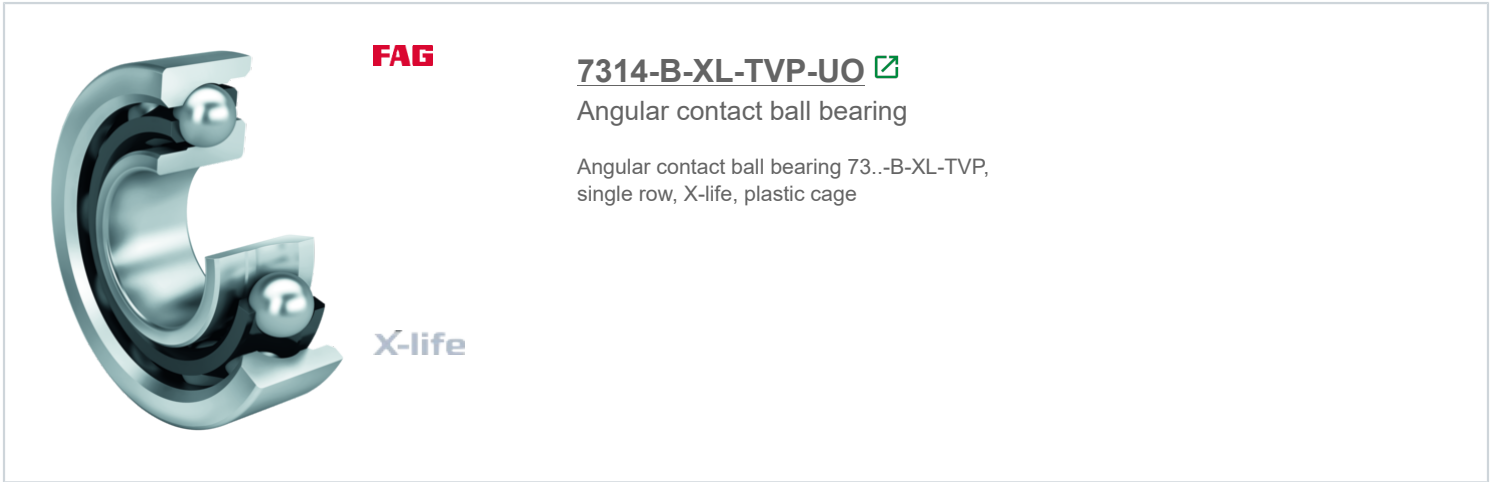 FAG
7314-B-XL-TVP-UO
Angular contact ball bearing
Angular contact ball bearing 73..-B-XL-TVP,
single row, X-life, plastic cage
X-life